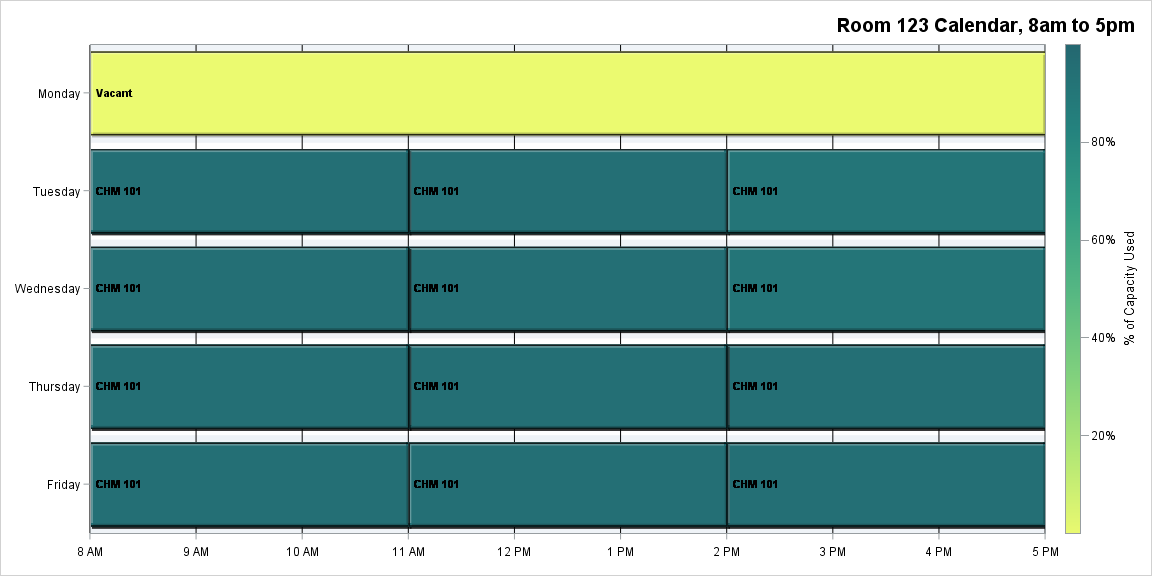 Room 123 Calendar, 8am to 5pm
Monday
Vacant
Tuesday
CHM 101
CHM 101
CHM 101
Wednesday
CHM 101
CHM 101
CHM 101
Thursday
CHM 101
CHM 101
CHM 101
Friday
CHM 101
CHM 101
CHM 101
8 AM
9 AM
10 AM
11 AM
12 PM
1 PM
2 PM
3 PM
4 PM
5 PM
80%
60%
40%
20%
% of Capacity Used